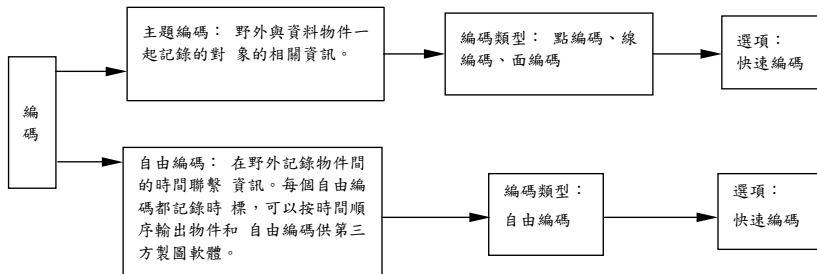 編
碼
主題編碼： 野外與資料物件一
起記錄的對 象的相關資訊。
編碼類型： 點編碼、線
編碼、面編碼
選項：
快速編碼
自由編碼： 在野外記錄物件間
的時間聯繫 資訊。每個自由編
碼都記錄時 標，可以按時間順
序輸出物件和 自由編碼供第三
方製圖軟體。
編碼類型：
自由編碼
選項：
快速編碼